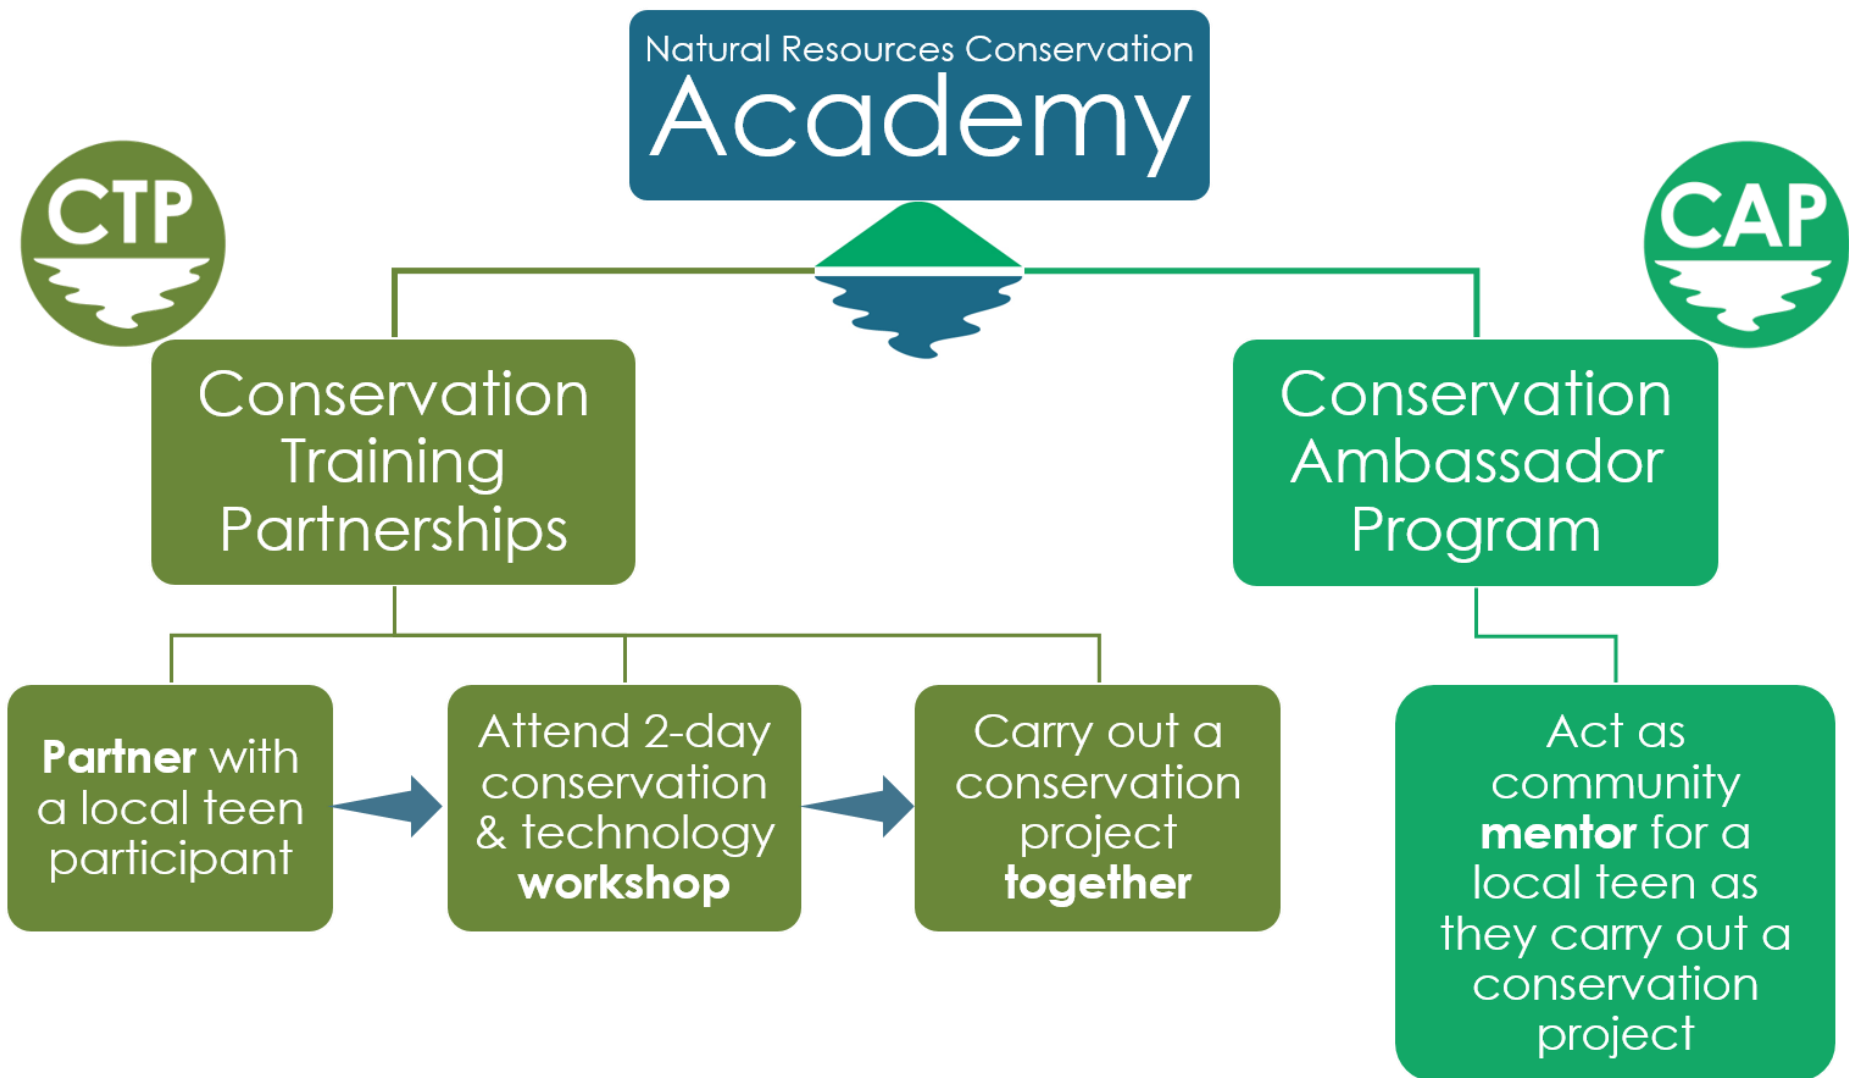 Natural Resources Conservation
Academy
CTP
CAP
Conservation
Training
Partnerships
Conservation
Ambassador
Program
Partner with
a local teen
participant
Attend 2-day
conservation
& technology
workshop
Carry out a
conservation
project
together
Act as
community
mentor for a
local teen as
they carry out a
conservation
project